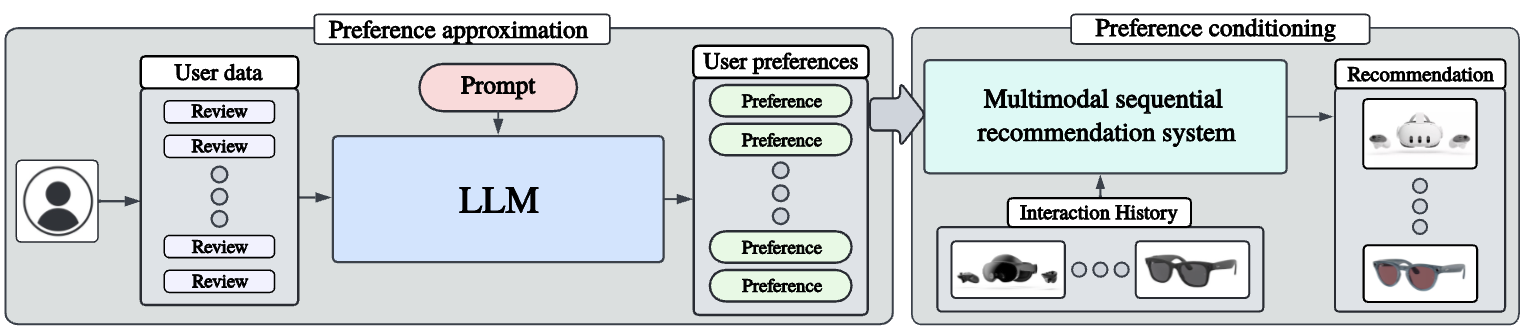 Preference approximation
User data
Review
Review
Review
Review
Prompt
LLM
User preferences
Preference
Preference
Preference
Preference
Preference conditioning
Multimodal sequential
recommendation system
Interaction History
Recommendation